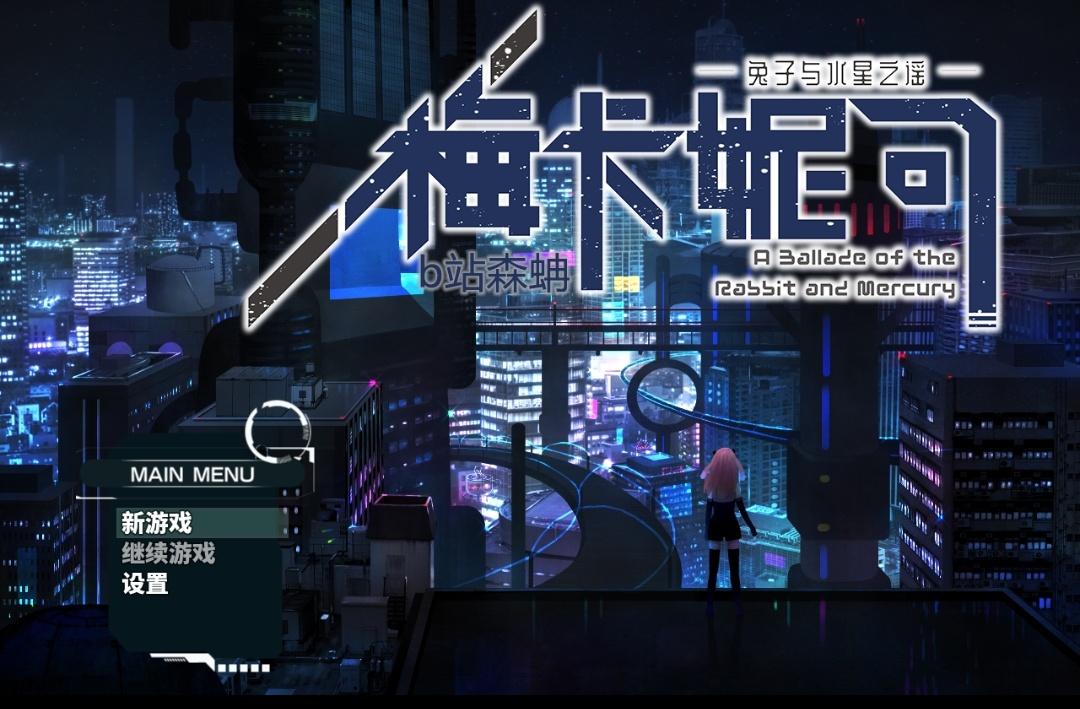 兔子与水星之谣
梅卡妮可
A Ballade of the
Rabbit and Mercury
b站森蚺
MAIN MENU
新游戏
继续游戏
设置